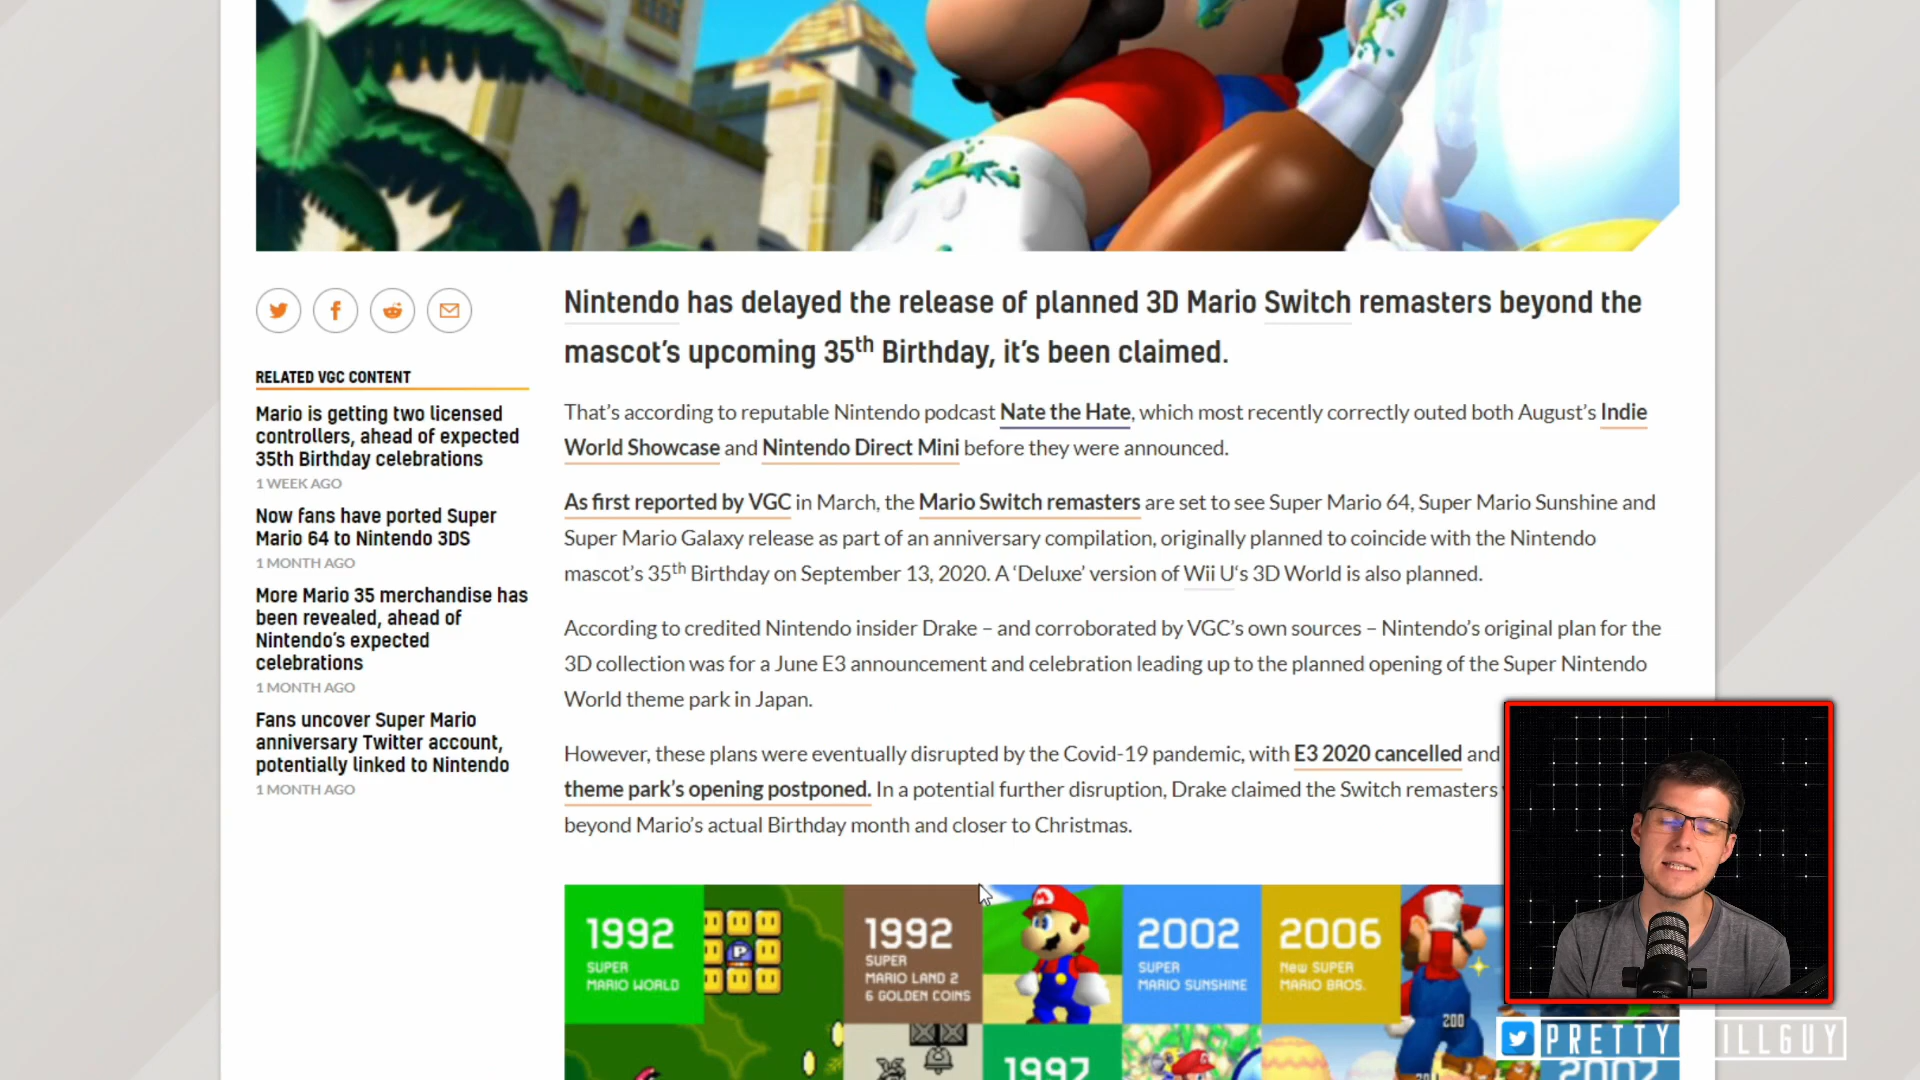 Nintendo has delayed the release of planned 3D Mario Switch remasters beyond the
mascot's upcoming 35th Birthday, it's been claimed.
That's according to reputable Nintendo podcast Nate the Hate, which most recently correctly outed both August's Indie
World Showcase and Nintendo Direct Mini before they were announced.
As first reported by VGC in March, the Mario Switch remasters are set to see Super Mario 64, Super Mario Sunshine and
Super Mario Galaxy release as part of an anniversary compilation, originally planned to coincide with the Nintendo
mascot's 35th Birthday on September 13, 2020. A 'Deluxe' version of Wii U's 3D World is also planned.
According to credited Nintendo insider Drake – and corroborated by VGC's own sources – Nintendo's original plan for the
3D collection was for a June E3 announcement and celebration leading up to the planned opening of the Super Nintendo
World theme park in Japan.
However, these plans were eventually disrupted by the Covid-19 pandemic, with E3 2020 cancelled and
theme park's opening postponed. In a potential further disruption, Drake claimed the Switch remasters
beyond Mario's actual Birthday month and closer to Christmas.
RELATED VGC CONTENT
Mario is getting two licensed
controllers, ahead of expected
35th Birthday celebrations
1 WEEK AGO
Now fans have ported Super
Mario 64 to Nintendo 3DS
1 MONTH AGO
More Mario 35 merchandise has
been revealed, ahead of
Nintendo's expected
celebrations
1 MONTH AGO
Fans uncover Super Mario
anniversary Twitter account,
potentially linked to Nintendo
1 MONTH AGO
1992
SUPER
MARIO WORLD
P
1992
SUPER
MARIO LAND 2
6 GOLDEN COINS
2002
SUPER
MARIO SUNSHINE
2006
New SUPER
MARIO BROS.
200
1997
2007
PRETTY ILLGUY